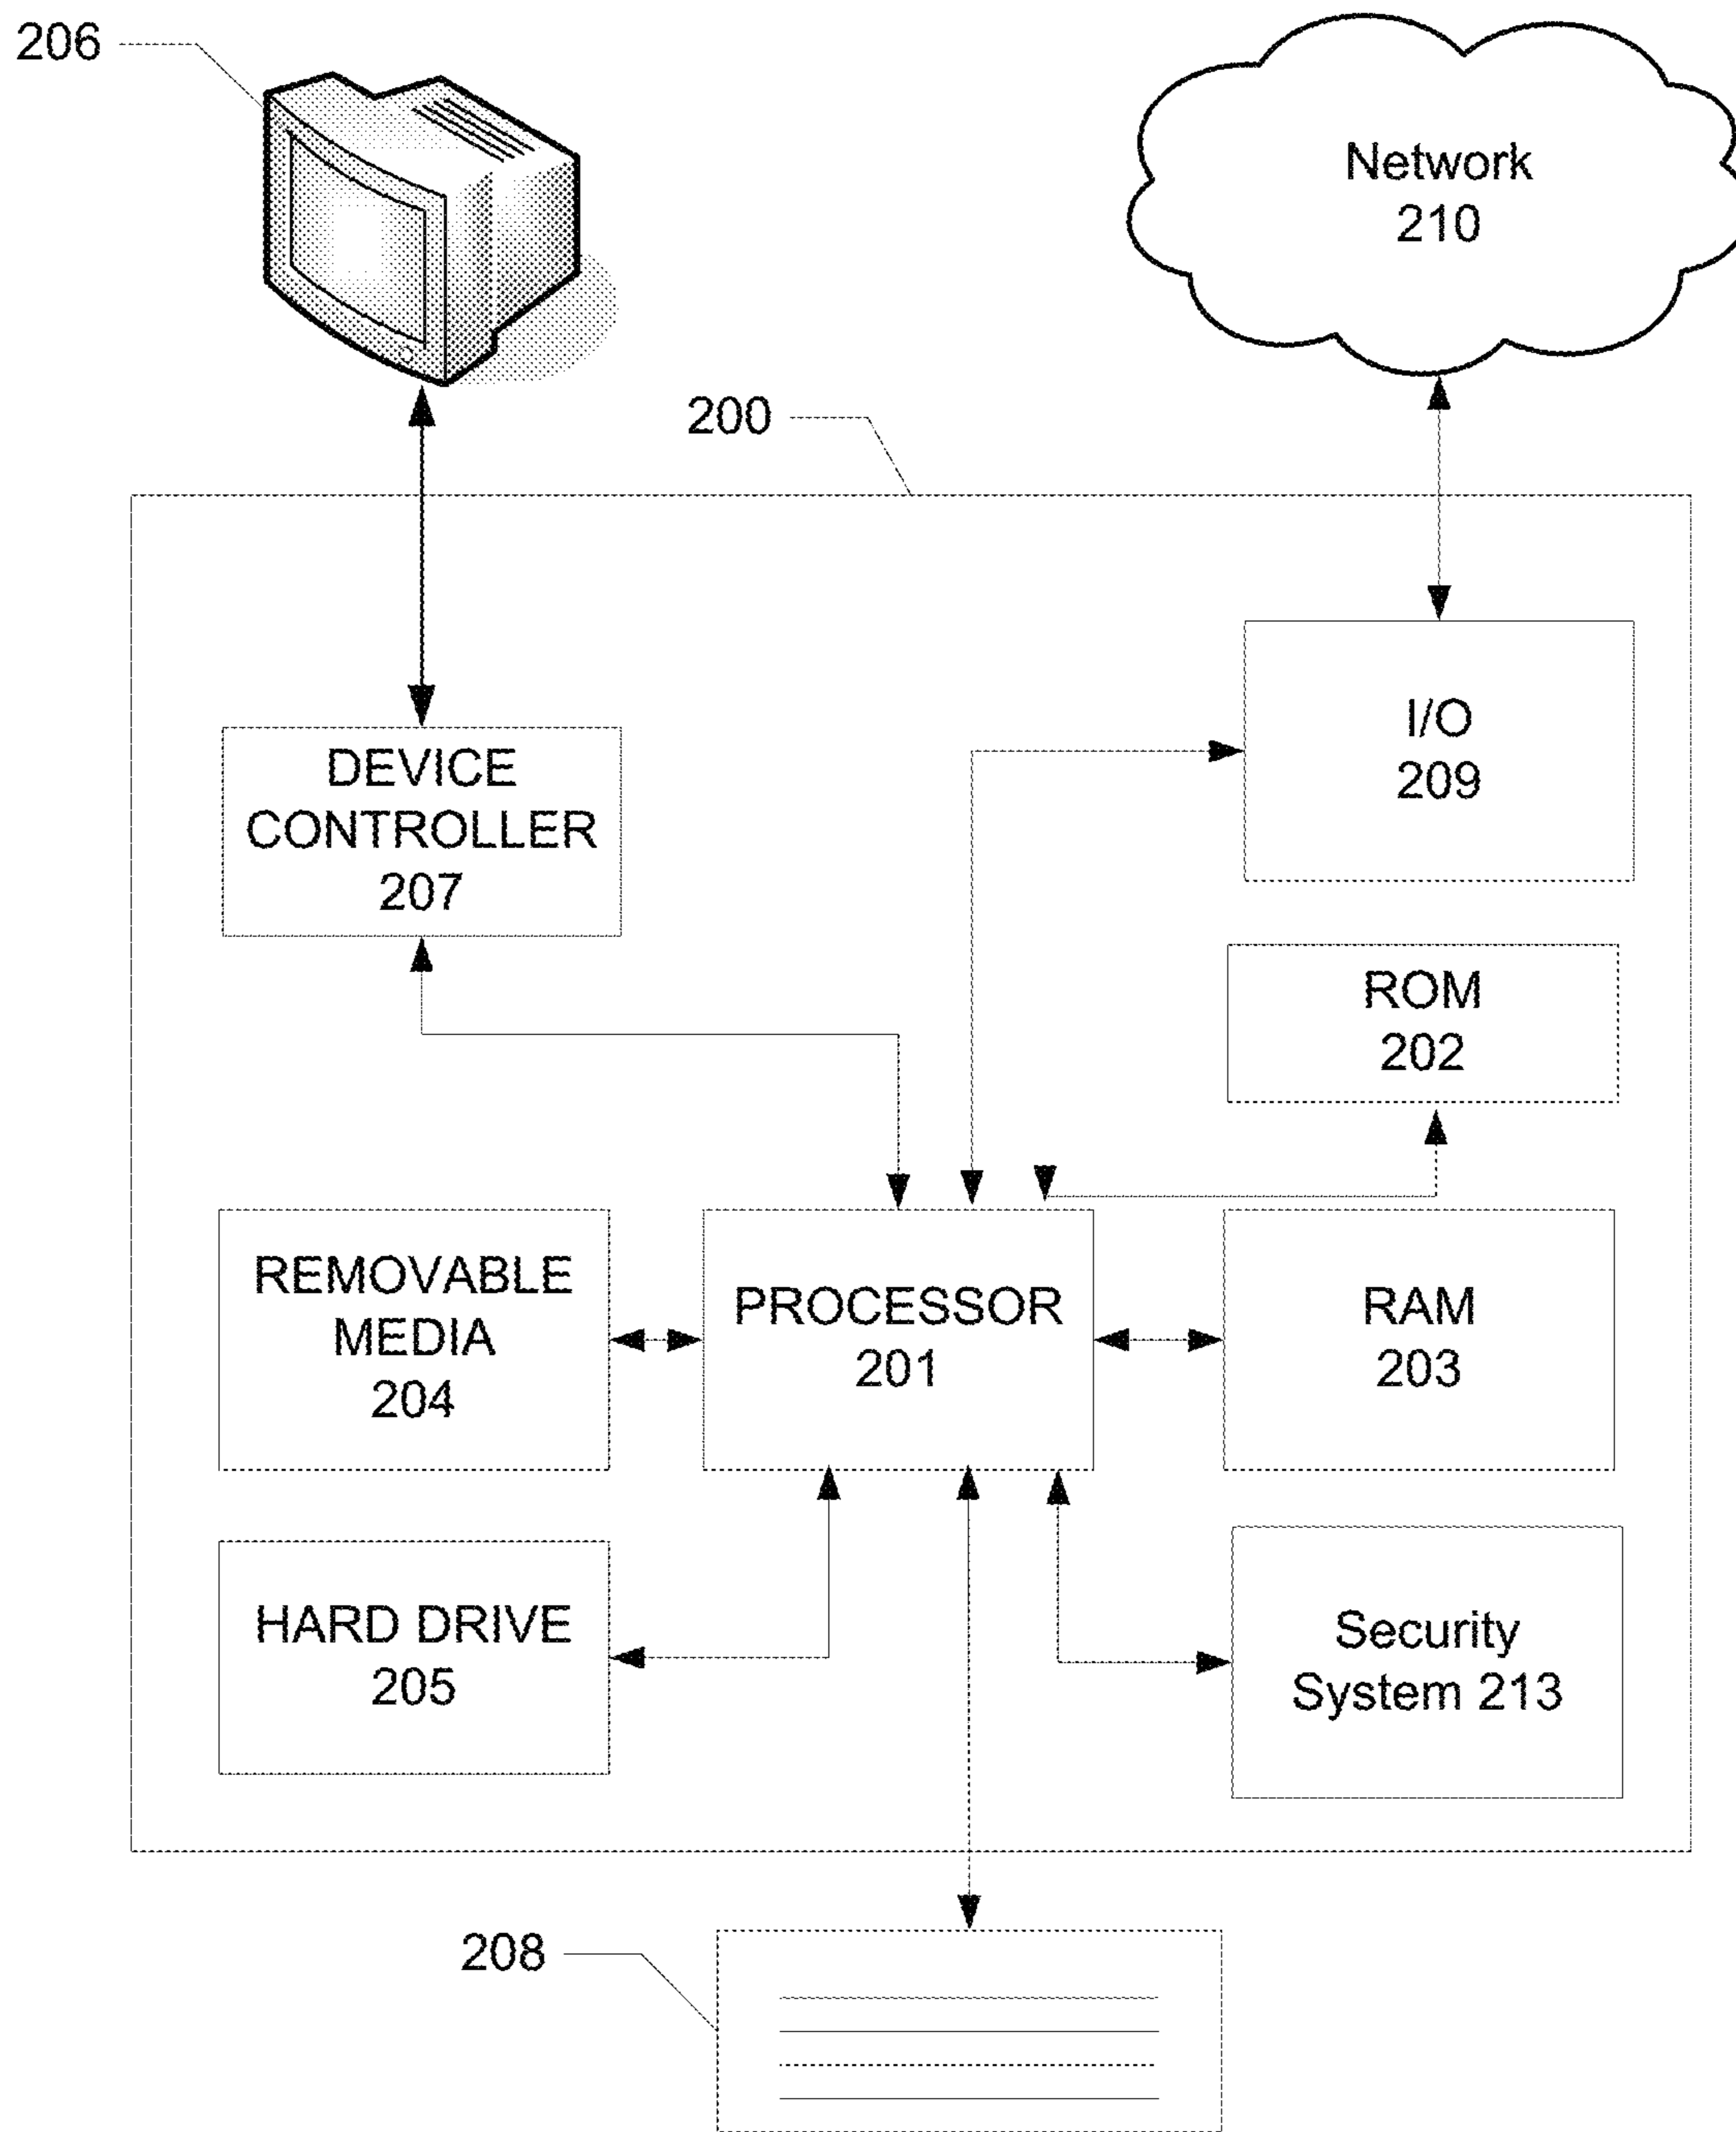 206
Network
210
200
I/O
209
DEVICE
CONTROLLER
207
ROM
202
REMOVABLE
MEDIA
204
PROCESSOR
201
RAM
203
HARD DRIVE
205
Security
System 213
208